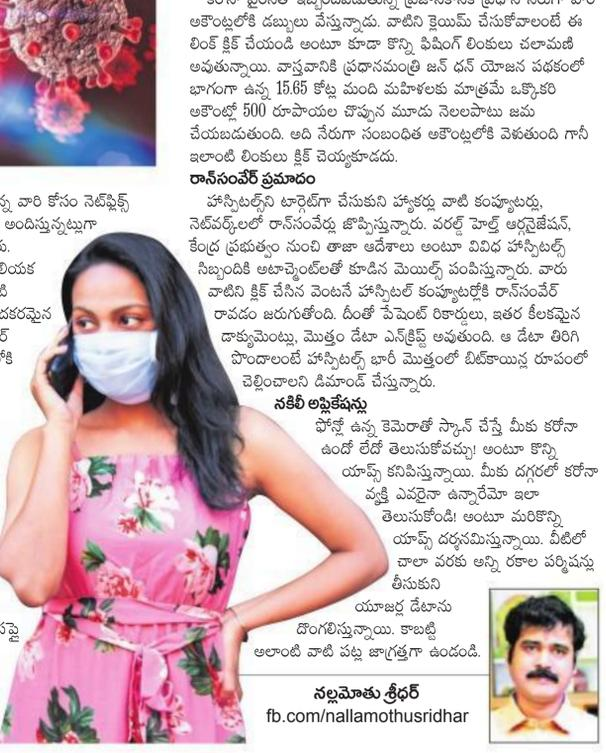 అకౌంట్లలోకి డబ్బులు వేస్తున్నాడు. వాటిని క్లెయిమ్ చేసుకోవాలంటే ఈ
లింక్ క్లిక్ చేయండి అంటూ కూడా కొన్ని ఫిషింగ్ లింకులు చలామణి
అవుతున్నాయి. వాస్తవానికి ప్రధానమంత్రి జన్ ధన్ యోజన పథకంలో
భాగంగా ఉన్న 15.65 కోట్ల మంది మహిళలకు మాత్రమే ఒక్కొకరి
అకౌంట్లో 500 రూపాయల చొప్పున మూడు నెలలపాటు జమ
చేయబడుతుంది. అది నేరుగా సంబంధిత అకౌంట్లలోకి వెళుతుంది గానీ
ఇలాంటి లింకులు క్లిక్ చెయ్యకూడదు.
రాన్‌సంవేర్ ప్రమాదం
హాస్పిటల్స్‌ని టార్గెట్‌గా చేసుకుని హ్యాకర్లు వాటి కంప్యూటర్లు,
నెట్‌వర్క్‌లలో రాన్‌సంవేర్లు జొప్పిస్తున్నారు. వరల్డ్ హెల్త్ ఆర్గనైజేషన్,
కేంద్ర ప్రభుత్వం నుంచి తాజా ఆదేశాలు అంటూ వివిధ హాస్పిటల్స్
సిబ్బందికి అటాచ్మెంట్‌లతో కూడిన మెయిల్స్ పంపిస్తున్నారు. వారు
వాటిని క్లిక్ చేసిన వెంటనే హాస్పిటల్ కంప్యూటర్లోకి రాన్‌సంవేర్
రావడం జరుగుతోంది. దీంతో పేషెంట్ రికార్డులు, ఇతర కీలకమైన
డాక్యుమెంట్లు, మొత్తం డేటా ఎన్‌క్రిప్ట్ అవుతుంది. ఆ డేటా తిరిగి
పొందాలంటే హాస్పిటల్స్ భారీ మొత్తంలో బిట్‌కాయిన్ల రూపంలో
చెల్లించాలని డిమాండ్ చేస్తున్నారు.
నకిలీ అప్లికేషన్లు
ఫోన్లో ఉన్న కెమెరాతో స్కాన్ చేస్తే మీకు కరోనా
ఉందో లేదో తెలుసుకోవచ్చు! అంటూ కొన్ని
యాప్స్ కనిపిస్తున్నాయి. మీకు దగ్గరలో కరోనా
వ్యక్తి ఎవరైనా ఉన్నారేమో ఇలా
తెలుసుకోండి! అంటూ మరికొన్ని
యాప్స్ దర్శనమిస్తున్నాయి. వీటిలో
చాలా వరకు అన్ని రకాల పర్మిషన్లు
తీసుకుని
యూజర్ల డేటాను
దొంగలిస్తున్నాయి. కాబట్టి
అలాంటి వాటి పట్ల జాగ్రత్తగా ఉండండి.
నల్లమోతు శ్రీధర్
fb.com/nallamothusridhar
న్న వారి కోసం నెట్‌ఫ్లిక్స్
అందిస్తున్నట్లుగా